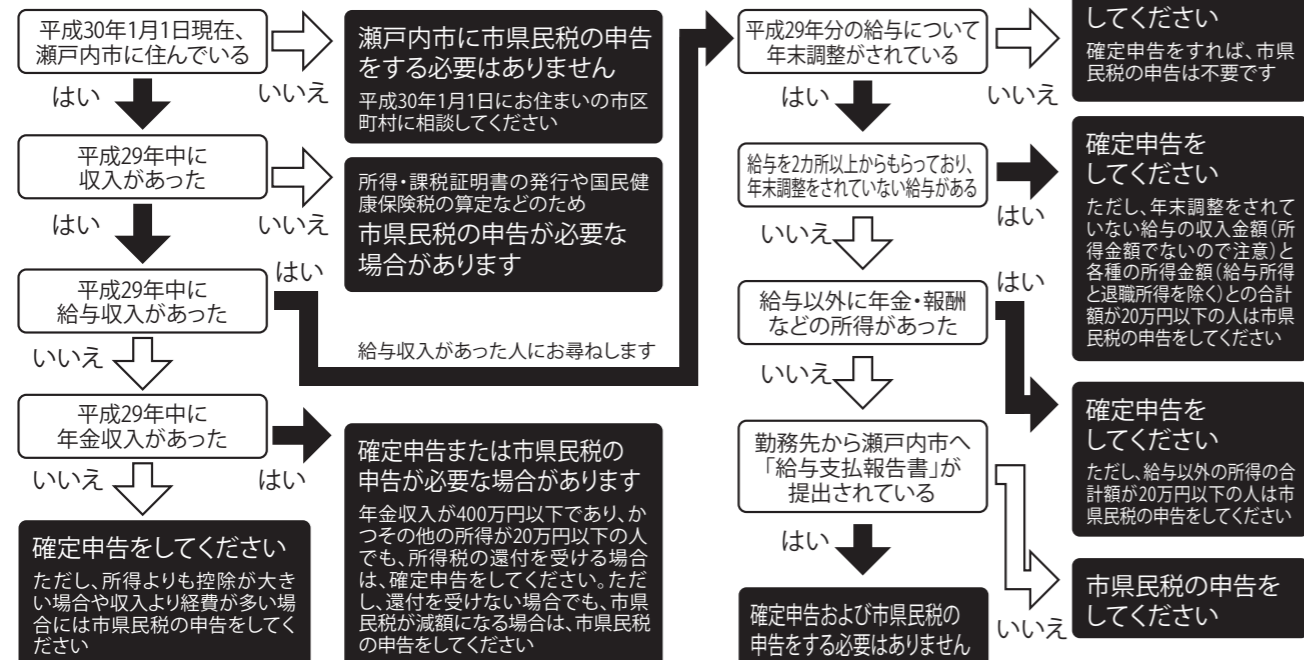 平成30年1月1日現在、
瀬戸内市に住んでいる
はい
いいえ
瀬戸内市に市県民税の申告
をする必要はありません
平成30年1月1日にお住まいの市区
町村に相談してください
平成29年中に
収入があった
はい
いいえ
所得・課税証明書の発行や国民健
康保険税の算定などのため
市県民税の申告が必要な
場合があります
平成29年中に
給与収入があった
はい
いいえ
給与収入があった人にお尋ねします
平成29年中に
年金収入があった
いいえ
はい
確定申告をしてください
ただし、所得よりも控除が大き
い場合や収入より経費が多い場
合には市県民税の申告をしてく
ださい
確定申告または市県民税の
申告が必要な場合があります
年金収入が400万円以下であり、か
つその他の所得が20万円以下の人
でも、所得税の還付を受ける場合
は、確定申告をしてください。ただ
し、還付を受けない場合でも、市県
民税が減額になる場合は、市県民税
の申告をしてください
平成29年分の給与について
年末調整がされている
はい
いいえ
してください
確定申告をすれば、市県
民税の申告は不要です
給与を2カ所以上からもらっており、
年末調整をされていない給与がある
いいえ
はい
確定申告を
してください
ただし、年末調整をされて
いない給与の収入金額(所
得金額でないので注意)と
各種の所得金額(給与所得
と退職所得を除く)との合計
額が20万円以下の人は市県
民税の申告をしてください
給与以外に年金・報酬
などの所得があった
はい
いいえ
確定申告を
してください
ただし、給与以外の所得の合
計額が20万円以下の人は市
県民税の申告をしてください
勤務先から瀬戸内市へ
「給与支払報告書」が
提出されている
はい
いいえ
確定申告および市県民税の
申告をする必要はありません
市県民税の申告を
してください